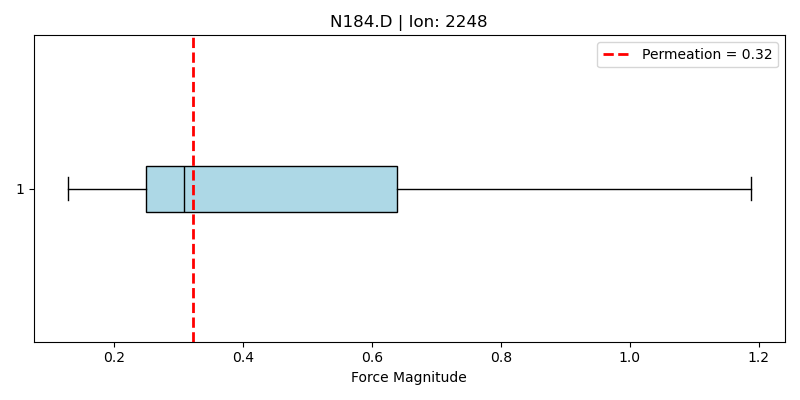 N184.D | Ion: 2248
Permeation = 0.32
1
0.2 0.4 0.6 0.8 1.0 1.2
Force Magnitude